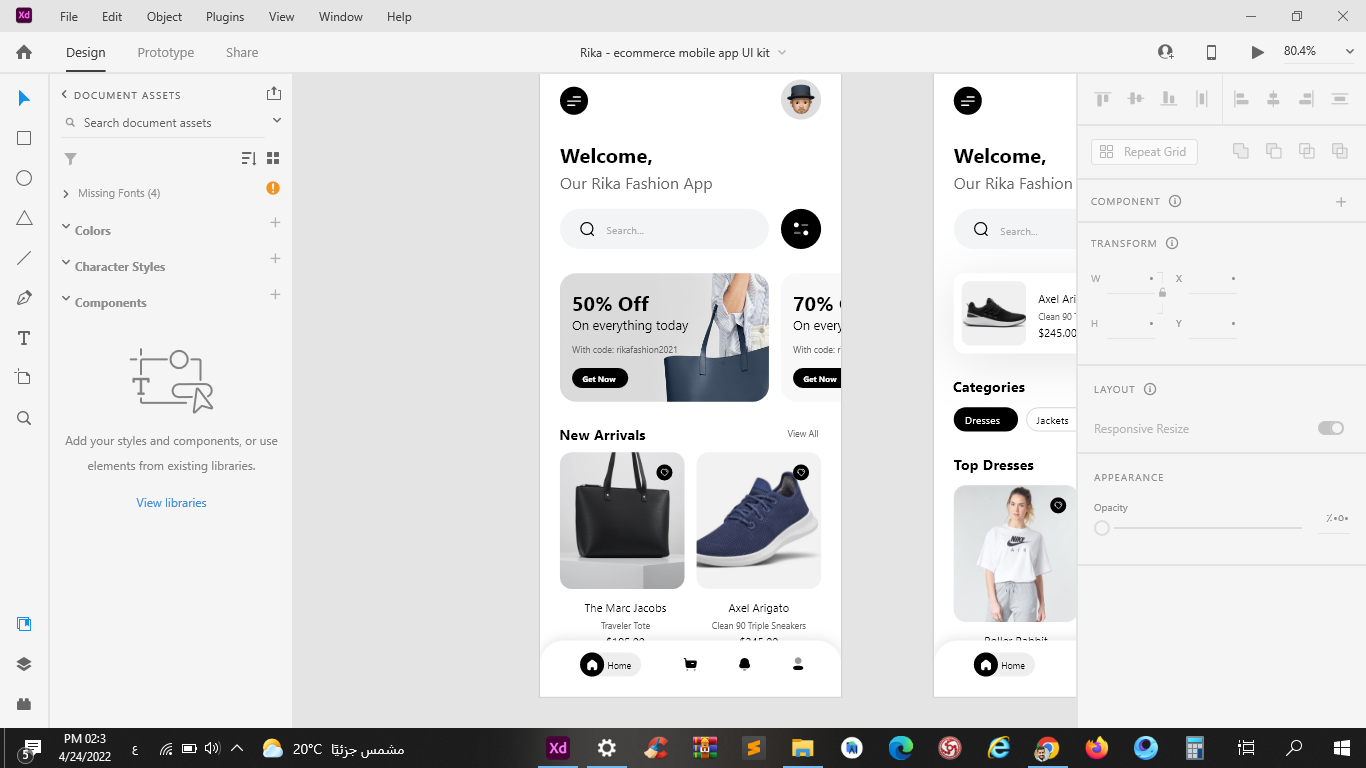 Xd File Edit Object Plugins View Window Help
Design Prototype Share
Rika - ecommerce mobile app UI kit
80.4%
DOCUMENT ASSETS
Search document assets
Missing Fonts (4)
Colors
Character Styles
Components
Add your styles and components, or use
elements from existing libraries.
View libraries
Welcome,
Our Rika Fashion App
Search...
50% Off
On everything today
With code: rikafashion2021
Get Now
70%
On every
With code: r
Get Now
New Arrivals
View All
The Marc Jacobs
Traveler Tote
Axel Arigato
Clean 90 Triple Sneakers
Home
Welcome,
Our Rika Fashion
Search...
Axel Ari
Clean 90 T
$245.00
Categories
Dresses
Jackets
Top Dresses
NIKE
AIR
Home
Repeat Grid
COMPONENT
TRANSFORM
W X
H Y
LAYOUT
Responsive Resize
APPEARANCE
Opacity
PM 02:3
4/24/2022
5
ع
20°C مشمس جزئيًا
Xd